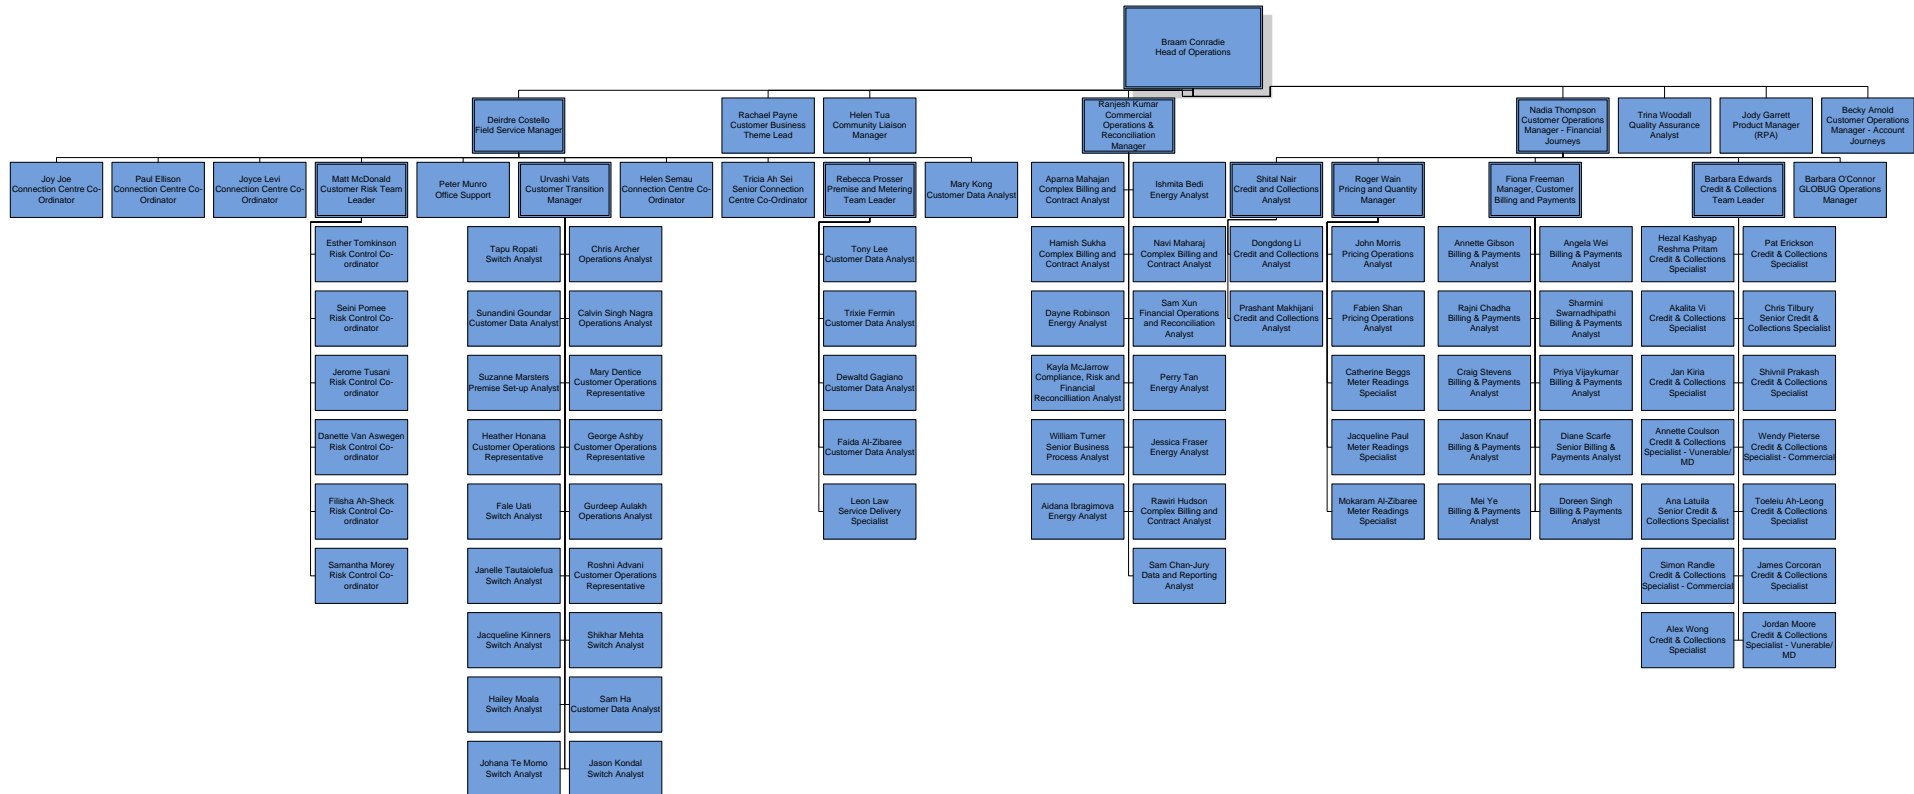 Braam Conradie
Head of Operations
Deirdre Costello
Field Service Manager
Rachael Payne
Customer Business
Theme Lead
Helen Tua
Community Liaison
Manager
Ranjesh Kumar
Commercial
Operations &
Reconciliation
Manager
Nadia Thompson
Customer Operations
Manager - Financial
Journeys
Trina Woodall
Quality Assurance
Analyst
Jody Garrett
Product Manager
(RPA)
Becky Arnold
Customer Operations
Manager - Account
Journeys
Joy Joe
Connection Centre Co-
Ordinator
Paul Ellison
Connection Centre Co-
Ordinator
Joyce Levi
Connection Centre Co-
Ordinator
Matt McDonald
Customer Risk Team
Leader
Peter Munro
Office Support
Urvashi Vats
Customer Transition
Manager
Helen Semau
Connection Centre Co-
Ordinator
Tricia Ah Sei
Senior Connection
Centre Co-Ordinator
Rebecca Prosser
Premise and Metering
Team Leader
Mary Kong
Customer Data Analyst
Aparna Mahajan
Complex Billing and
Contract Analyst
Ishmita Bedi
Energy Analyst
Shital Nair
Credit and Collections
Analyst
Roger Wain
Pricing and Quantity
Manager
Fiona Freeman
Manager, Customer
Billing and Payments
Barbara Edwards
Credit & Collections
Team Leader
Barbara O'Connor
GLOBUG Operations
Manager
Esther Tomkinson
Risk Control Co-
ordinator
Tapu Ropati
Switch Analyst
Chris Archer
Operations Analyst
Tony Lee
Customer Data Analyst
Hamish Sukha
Complex Billing and
Contract Analyst
Navi Maharaj
Complex Billing and
Contract Analyst
Dongdong Li
Credit and Collections
Analyst
John Morris
Pricing Operations
Analyst
Annette Gibson
Billing & Payments
Analyst
Angela Wei
Billing & Payments
Analyst
Hezal Kashyap
Reshma Pritam
Credit & Collections
Specialist
Pat Erickson
Credit & Collections
Specialist
Seini Pomee
Risk Control Co-
ordinator
Sunandini Goundar
Customer Data Analyst
Calvin Singh Nagra
Operations Analyst
Trixie Fermin
Customer Data Analyst
Dayne Robinson
Energy Analyst
Sam Xun
Financial Operations
and Reconciliation
Analyst
Prashant Makhijani
Credit and Collections
Analyst
Fabien Shan
Pricing Operations
Analyst
Rajni Chadha
Billing & Payments
Analyst
Sharmini
Swarnadhipathi
Billing & Payments
Analyst
Akalita Vi
Credit & Collections
Specialist
Chris Tilbury
Senior Credit &
Collections Specialist
Jerome Tusani
Risk Control Co-
ordinator
Suzanne Marsters
Premise Set-up Analyst
Mary Dentice
Customer Operations
Representative
Dewaltd Gagiano
Customer Data Analyst
Kayla McJarrow
Compliance, Risk and
Financial
Reconcilliation Analyst
Perry Tan
Energy Analyst
Catherine Beggs
Meter Readings
Specialist
Craig Stevens
Billing & Payments
Analyst
Priya Vijaykumar
Billing & Payments
Analyst
Jan Kiria
Credit & Collections
Specialist
Shivnil Prakash
Credit & Collections
Specialist
Danette Van Aswegen
Risk Control Co-
ordinator
Heather Honana
Customer Operations
Representative
George Ashby
Customer Operations
Representative
Faida Al-Zibaree
Customer Data Analyst
William Turner
Senior Business
Process Analyst
Jessica Fraser
Energy Analyst
Jacqueline Paul
Meter Readings
Specialist
Jason Knauf
Billing & Payments
Analyst
Diane Scarfe
Senior Billing &
Payments Analyst
Annette Coulson
Credit & Collections
Specialist - Vunerable/
MD
Wendy Pieterse
Credit & Collections
Specialist - Commercial
Filisha Ah-Sheck
Risk Control Co-
ordinator
Fale Uati
Switch Analyst
Gurdeep Aulakh
Operations Analyst
Leon Law
Service Delivery
Specialist
Aidana Ibragimova
Energy Analyst
Rawiri Hudson
Complex Billing and
Contract Analyst
Mokaram Al-Zibaree
Meter Readings
Specialist
Mei Ye
Billing & Payments
Analyst
Doreen Singh
Billing & Payments
Analyst
Ana Latuila
Senior Credit &
Collections Specialist
Toeleiu Ah-Leong
Credit & Collections
Specialist
Samantha Morey
Risk Control Co-
ordinator
Janelle Tautaiolefua
Switch Analyst
Roshni Advani
Customer Operations
Representative
Sam Chan-Jury
Data and Reporting
Analyst
Simon Randle
Credit & Collections
Specialist - Commercial
James Corcoran
Credit & Collections
Specialist
Jacqueline Kinners
Switch Analyst
Shikhar Mehta
Switch Analyst
Alex Wong
Credit & Collections
Specialist
Jordan Moore
Credit & Collections
Specialist - Vunerable/
MD
Hailey Moala
Switch Analyst
Sam Ha
Customer Data Analyst
Johana Te Momo
Switch Analyst
Jason Kondal
Switch Analyst